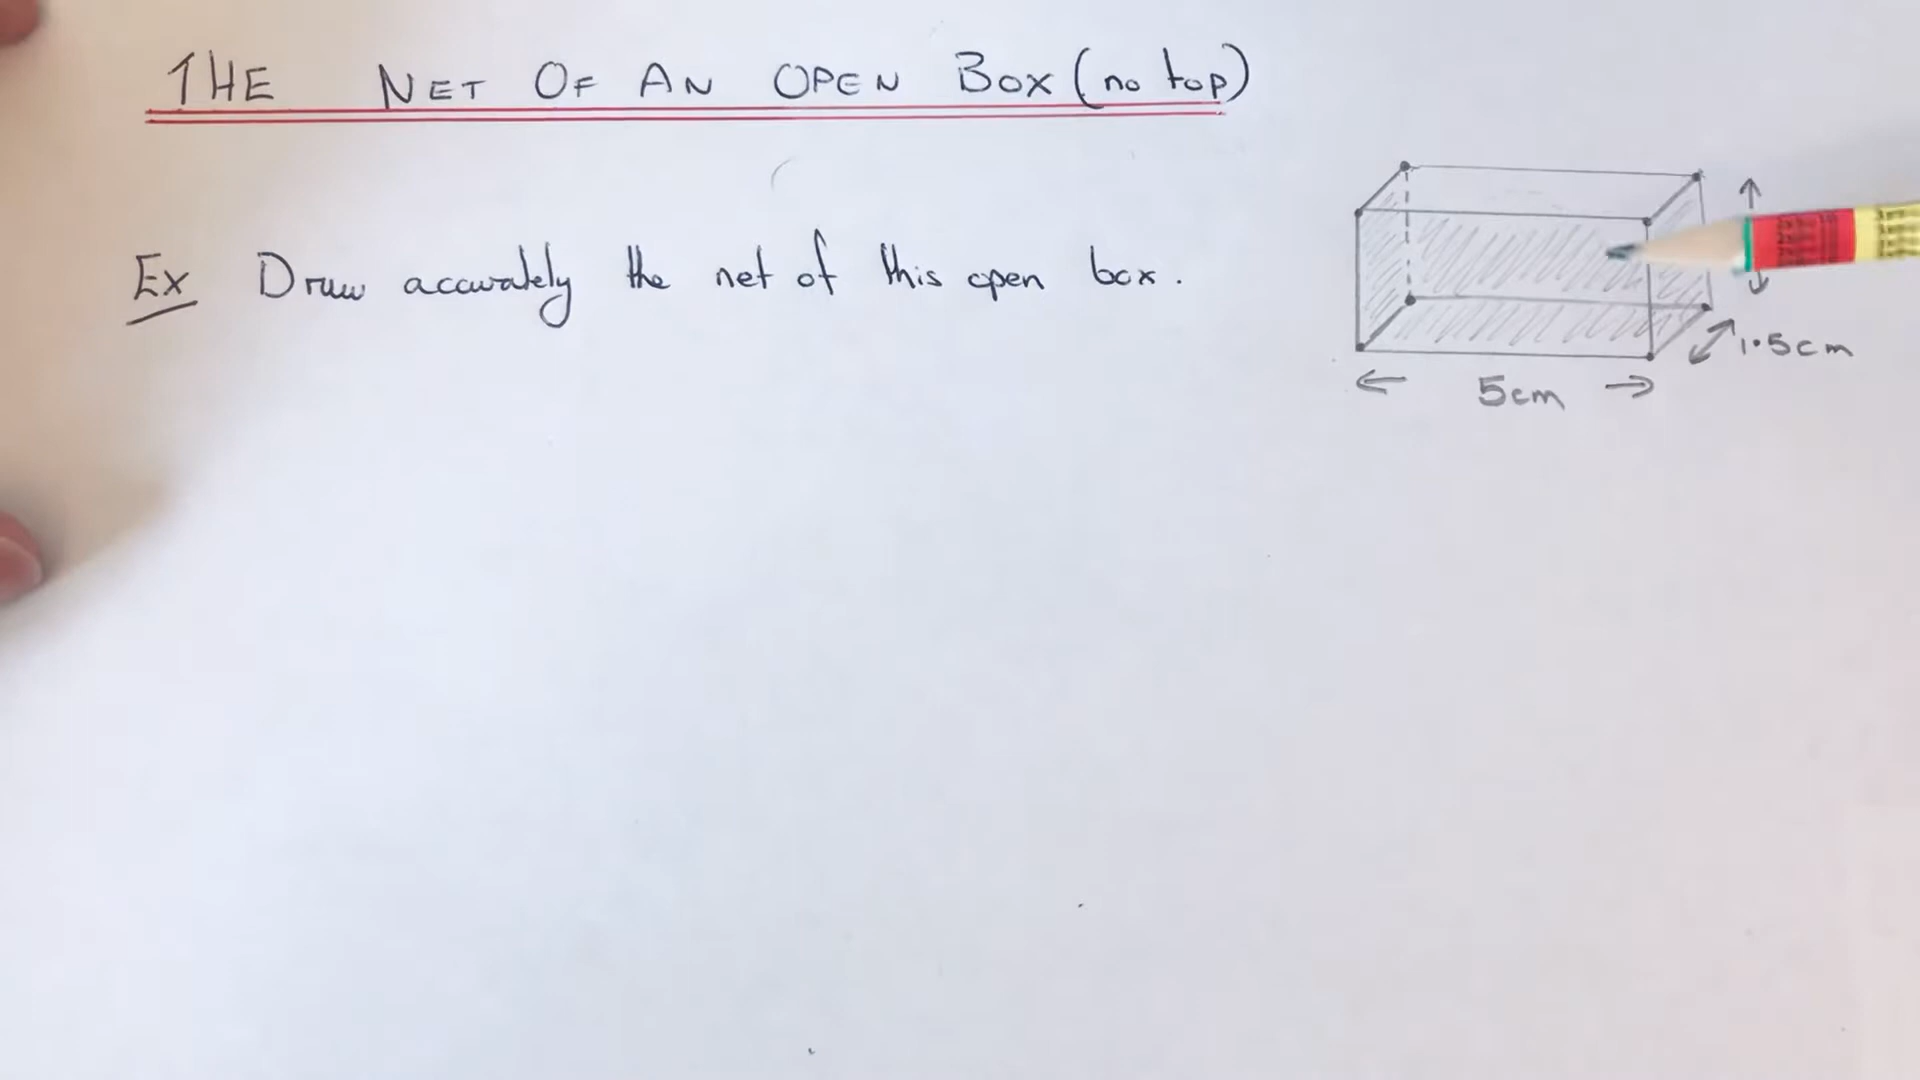 THE NET OF AN OPEN BOX (no top)
Ex Draw accurately the net of this open box.
1.5cm
5cm